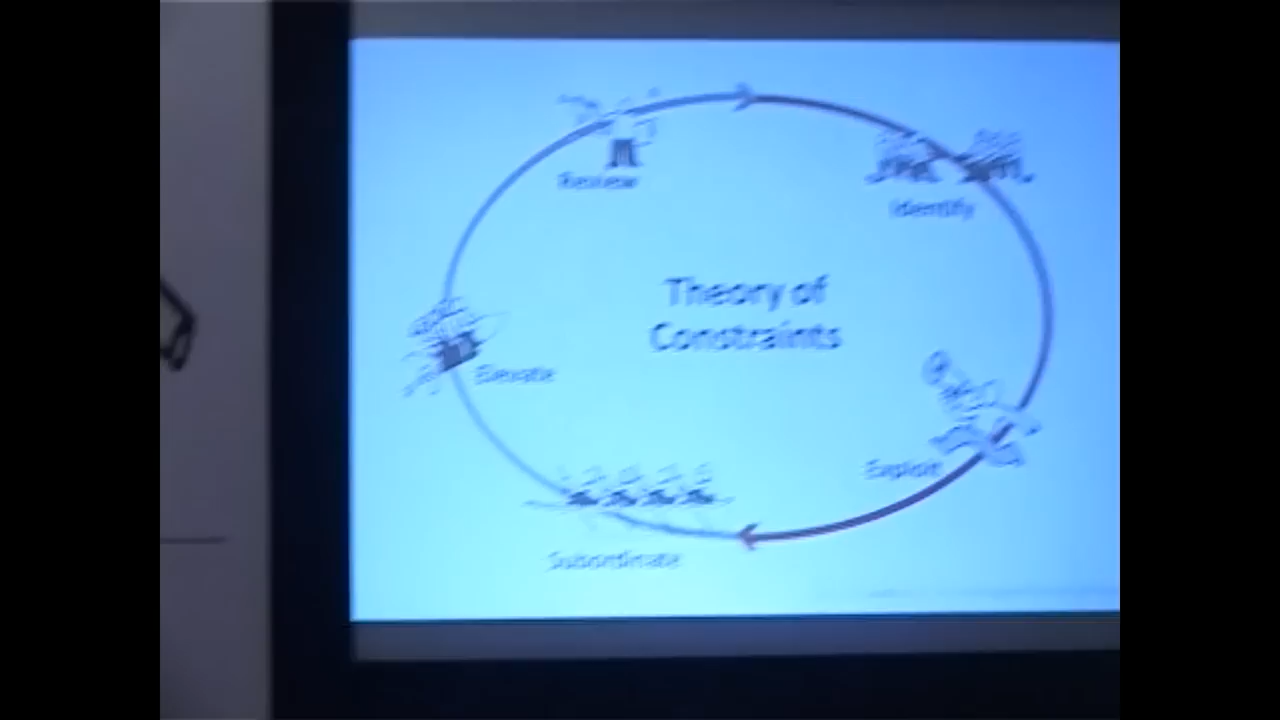 Theory of
Constraints
Review
Identify
Elevate
Exploit
Subordinate